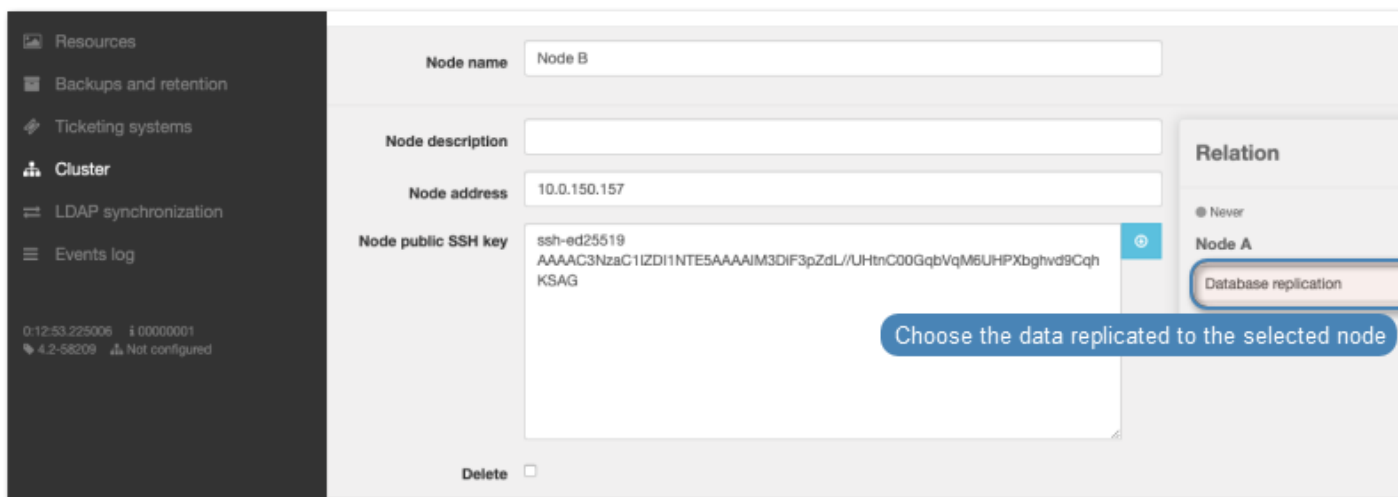 Resources
Backups and retention
Ticketing systems
Cluster
LDAP synchronization
Events log
0:12:53.225006 00000001
4.2-58209 Not configured
Node name
Node B
Node description
Node address
10.0.150.157
Node public SSH key
ssh-ed25519
AAAAC3NzaC1lZDI1NTE5AAAAIM3DiF3pZdL//UHtnC00GqbVqM6UHPXbghvd9Cqh
KSAG
Delete
Relation
Never
Node A
Database replication
Choose the data replicated to the selected node